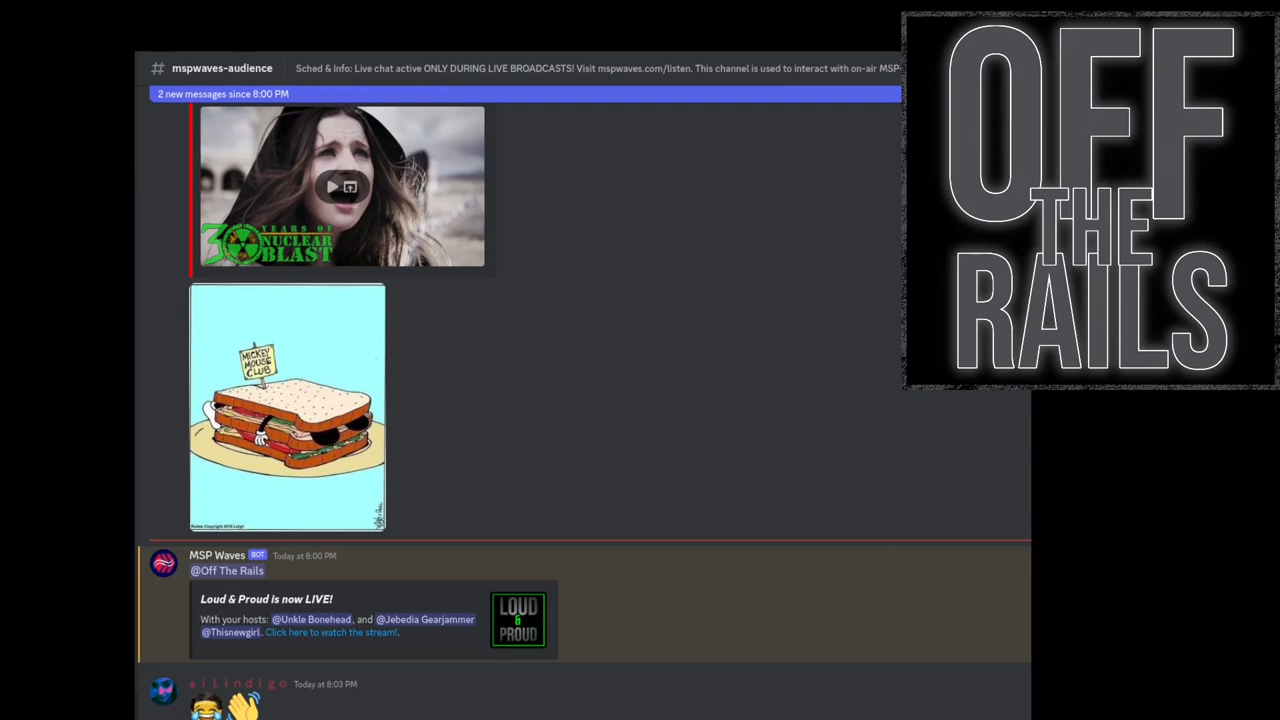 OFF
THE
RAILS
# mspwaves-audience
Sched & Info: Live chat active ONLY DURING LIVE BROADCASTS! Visit mspwaves.com/listen. This channel is used to interact with on-air MSP
2 new messages since 8:00 PM
30 YEARS OF
NUCLEAR
BLAST
MICKEY
MOUSE
CLUB
MSP Waves BOT Today at 8:00 PM
@Off The Rails
Loud & Proud is now LIVE!
With your hosts: @Unkle Bonehead, and @Jebedia Gearjammer
@Thisnewgirl. Click here to watch the stream!.
LOUD
&
PROUD
a i l i n d i g o Today at 8:03 PM